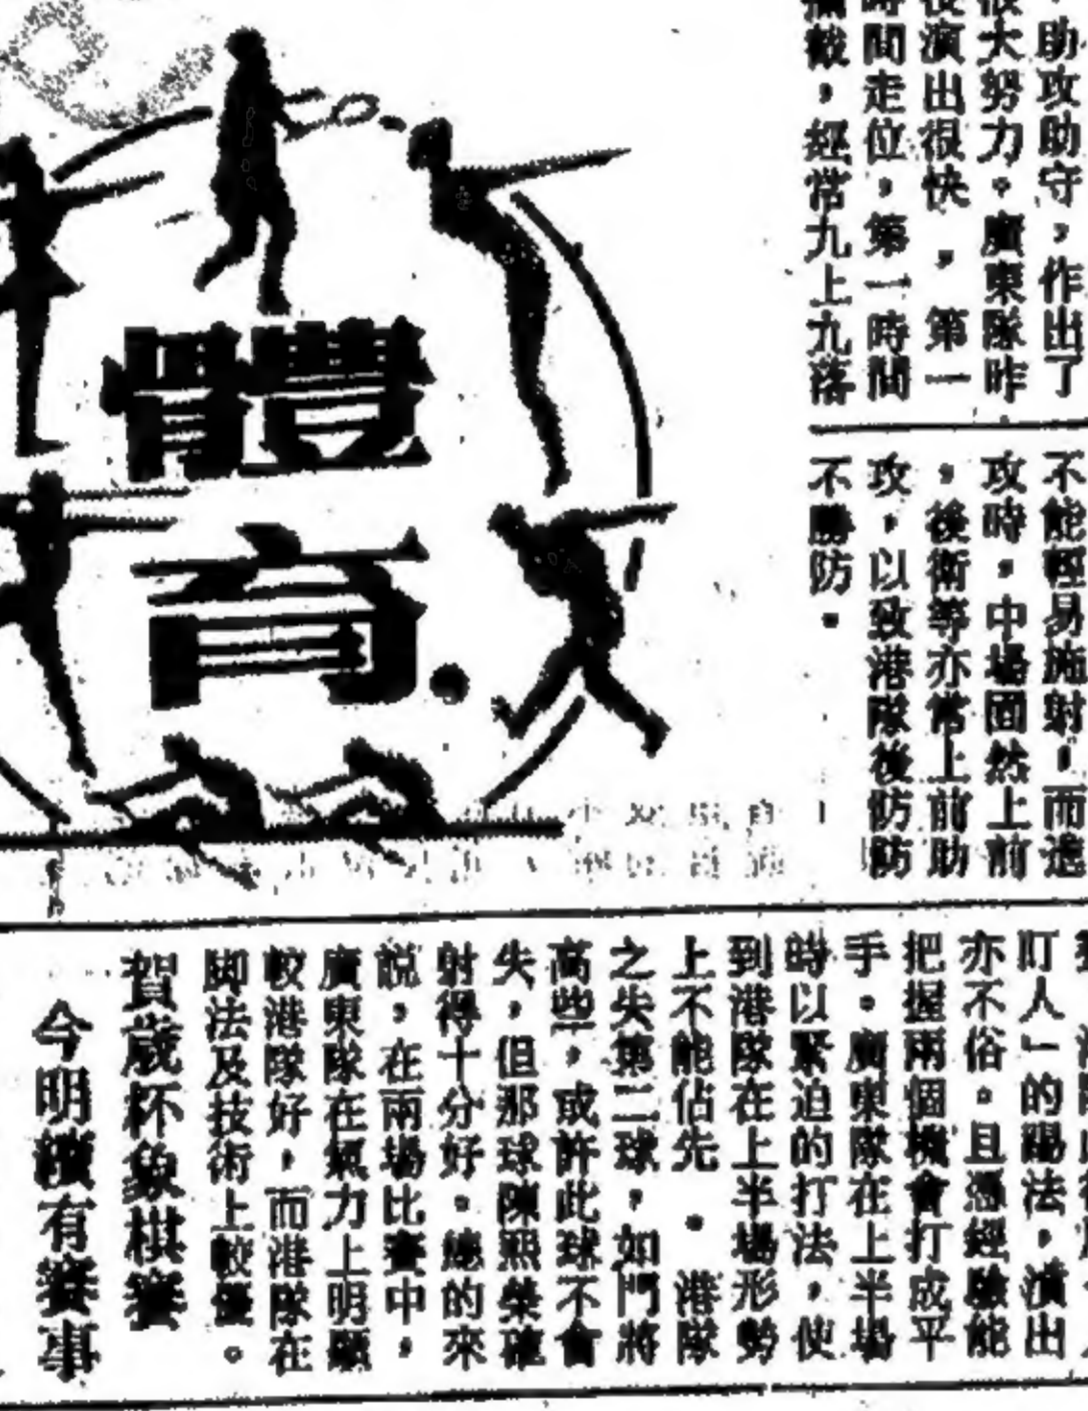 ，助攻助守，作出了
很大努力。廣東隊昨
後演出很快，第一
時間走位，第一時間
攔截，經常九上九落
不能輕易施射，而進
攻時，中場固然上前
，後衛等亦常上前助
攻，以致港隊後防防
不勝防。
體
育
盯人」的踢法，演出
亦不俗。且憑經驗能
把握兩個機會打成平
手。廣東隊在上半場
時以緊迫的打法，使
到港隊在上半場形勢
上不能佔先。港隊
之失第二球，如門將
高些，或許此球不會
失，但那球陳熙榮確
射得十分好。總的來
說，在兩場比賽中，
廣東隊在氣力上明顯
較港隊好，而港隊在
脚法及技術上較優。
賀歲杯象棋賽
今明續有賽事